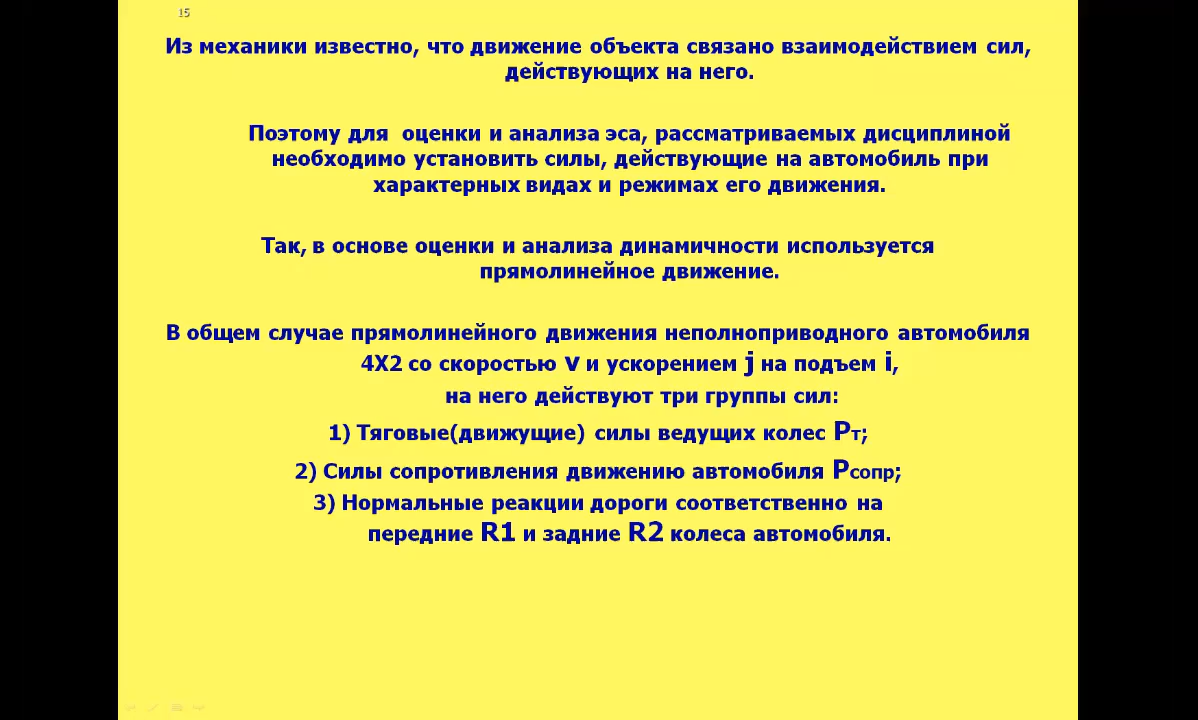 15
Из механики известно, что движение объекта связано взаимодействием сил,
действующих на него.
Поэтому для оценки и анализа эса, рассматриваемых дисциплиной
необходимо установить силы, действующие на автомобиль при
характерных видах и режимах его движения.
Так, в основе оценки и анализа динамичности используется
прямолинейное движение.
В общем случае прямолинейного движения неполноприводного автомобиля
4X2 со скоростью v и ускорением j на подъем i,
на него действуют три группы сил:
1) Тяговые(движущие) силы ведущих колес Рт;
2) Силы сопротивления движению автомобиля Рсопр;
3) Нормальные реакции дороги соответственно на
передние R1 и задние R2 колеса автомобиля.